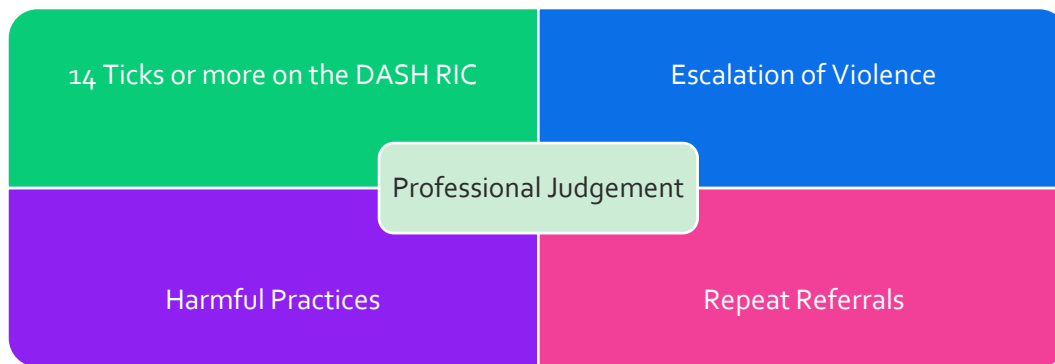 14 Ticks or more on the DASH RIC
Escalation of Violence
Professional Judgement
Harmful Practices
Repeat Referrals